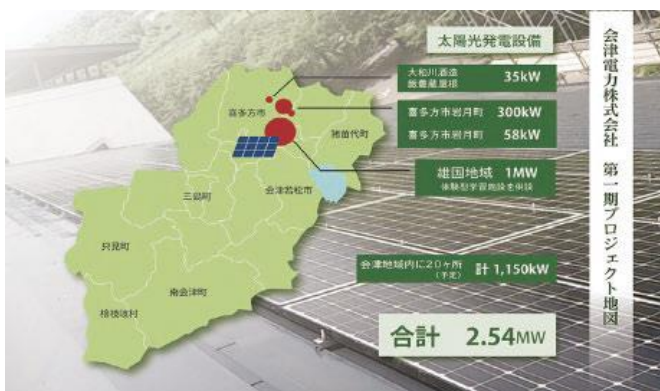 太陽光発電設備
大和川酒造
飯豊蔵屋根
35kW
喜多方市岩月町 300kW
喜多方市岩月町 58kW
雄国地域 1MW
体験型学習施設を併設
会津地域内に20ヶ所
(予定)
計 1,150kW
合計 2.54MW
会津電力株式会社 第一期プロジェクト地図
喜多方市
猪苗代町
会津若松市
三島町
只見町
南会津町
檜枝岐村